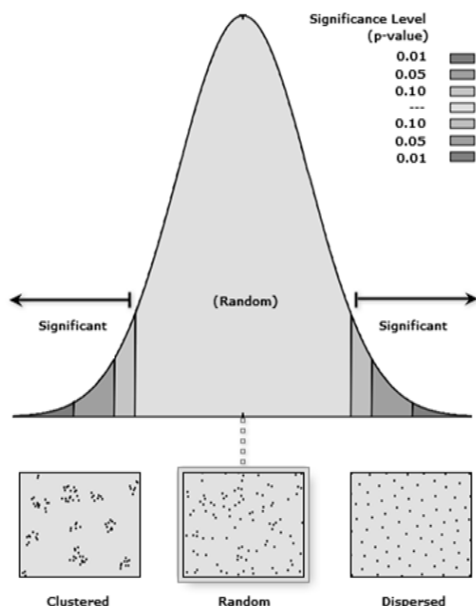 Significance Level
(p-value)
0.01
0.05
0.10
---
0.10
0.05
0.01
(Random)
Significant
Significant
Clustered
Random
Dispersed